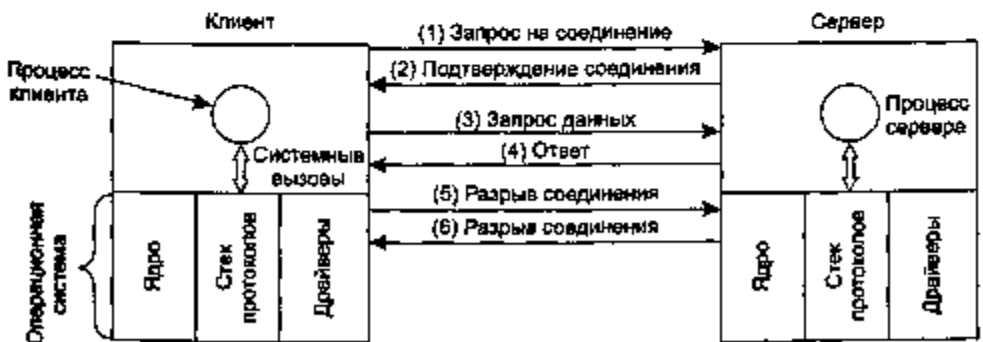 Клиент
Сервер
(1) Запрос на соединение
(2) Подтверждение соединения
Процесс
клиента
(3) Запрос данных
Процесс
сервера
(4) Ответ
Системные
вызовы
(5) Разрыв соединения
(6) Разрыв соединения
Операционная
система
Ядро
Стек
протоколов
Драйверы
Ядро
Стек
протоколов
Драйверы